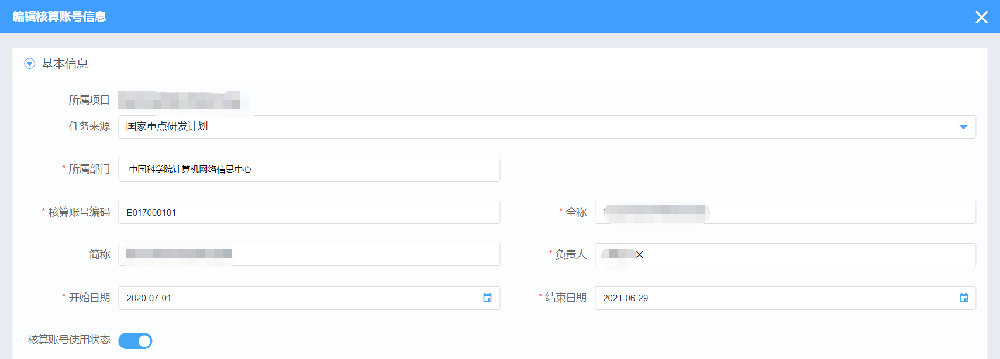 编辑核算账号信息
基本信息
所属项目
任务来源 国家重点研发计划
* 所属部门 中国科学院计算机网络信息中心
* 核算账号编码 E017000101 * 全称
简称 * 负责人
* 开始日期 2020-07-01 * 结束日期 2021-06-29
核算账号使用状态